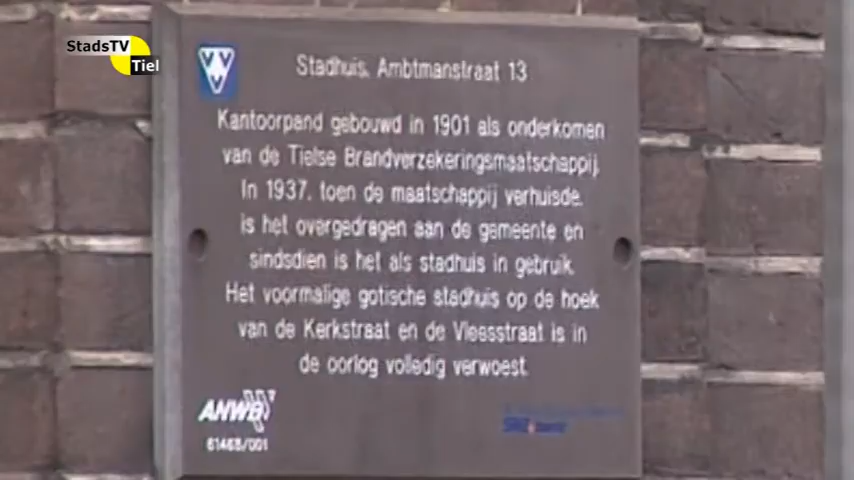 StadsTV
Tiel
VVV
Stadhuis, Ambtmanstraat 13
Kantoorpand gebouwd in 1901 als onderkomen
van de Tielse Brandverzekeringsmaatschappij.
In 1937, toen de maatschappij verhuisde,
is het overgedragen aan de gemeente en
sindsdien is het als stadhuis in gebruik.
Het voormalige gotische stadhuis op de hoek
van de Kerkstraat en de Vleesstraat is in
de oorlog volledig verwoest.
ANWB
61468/001